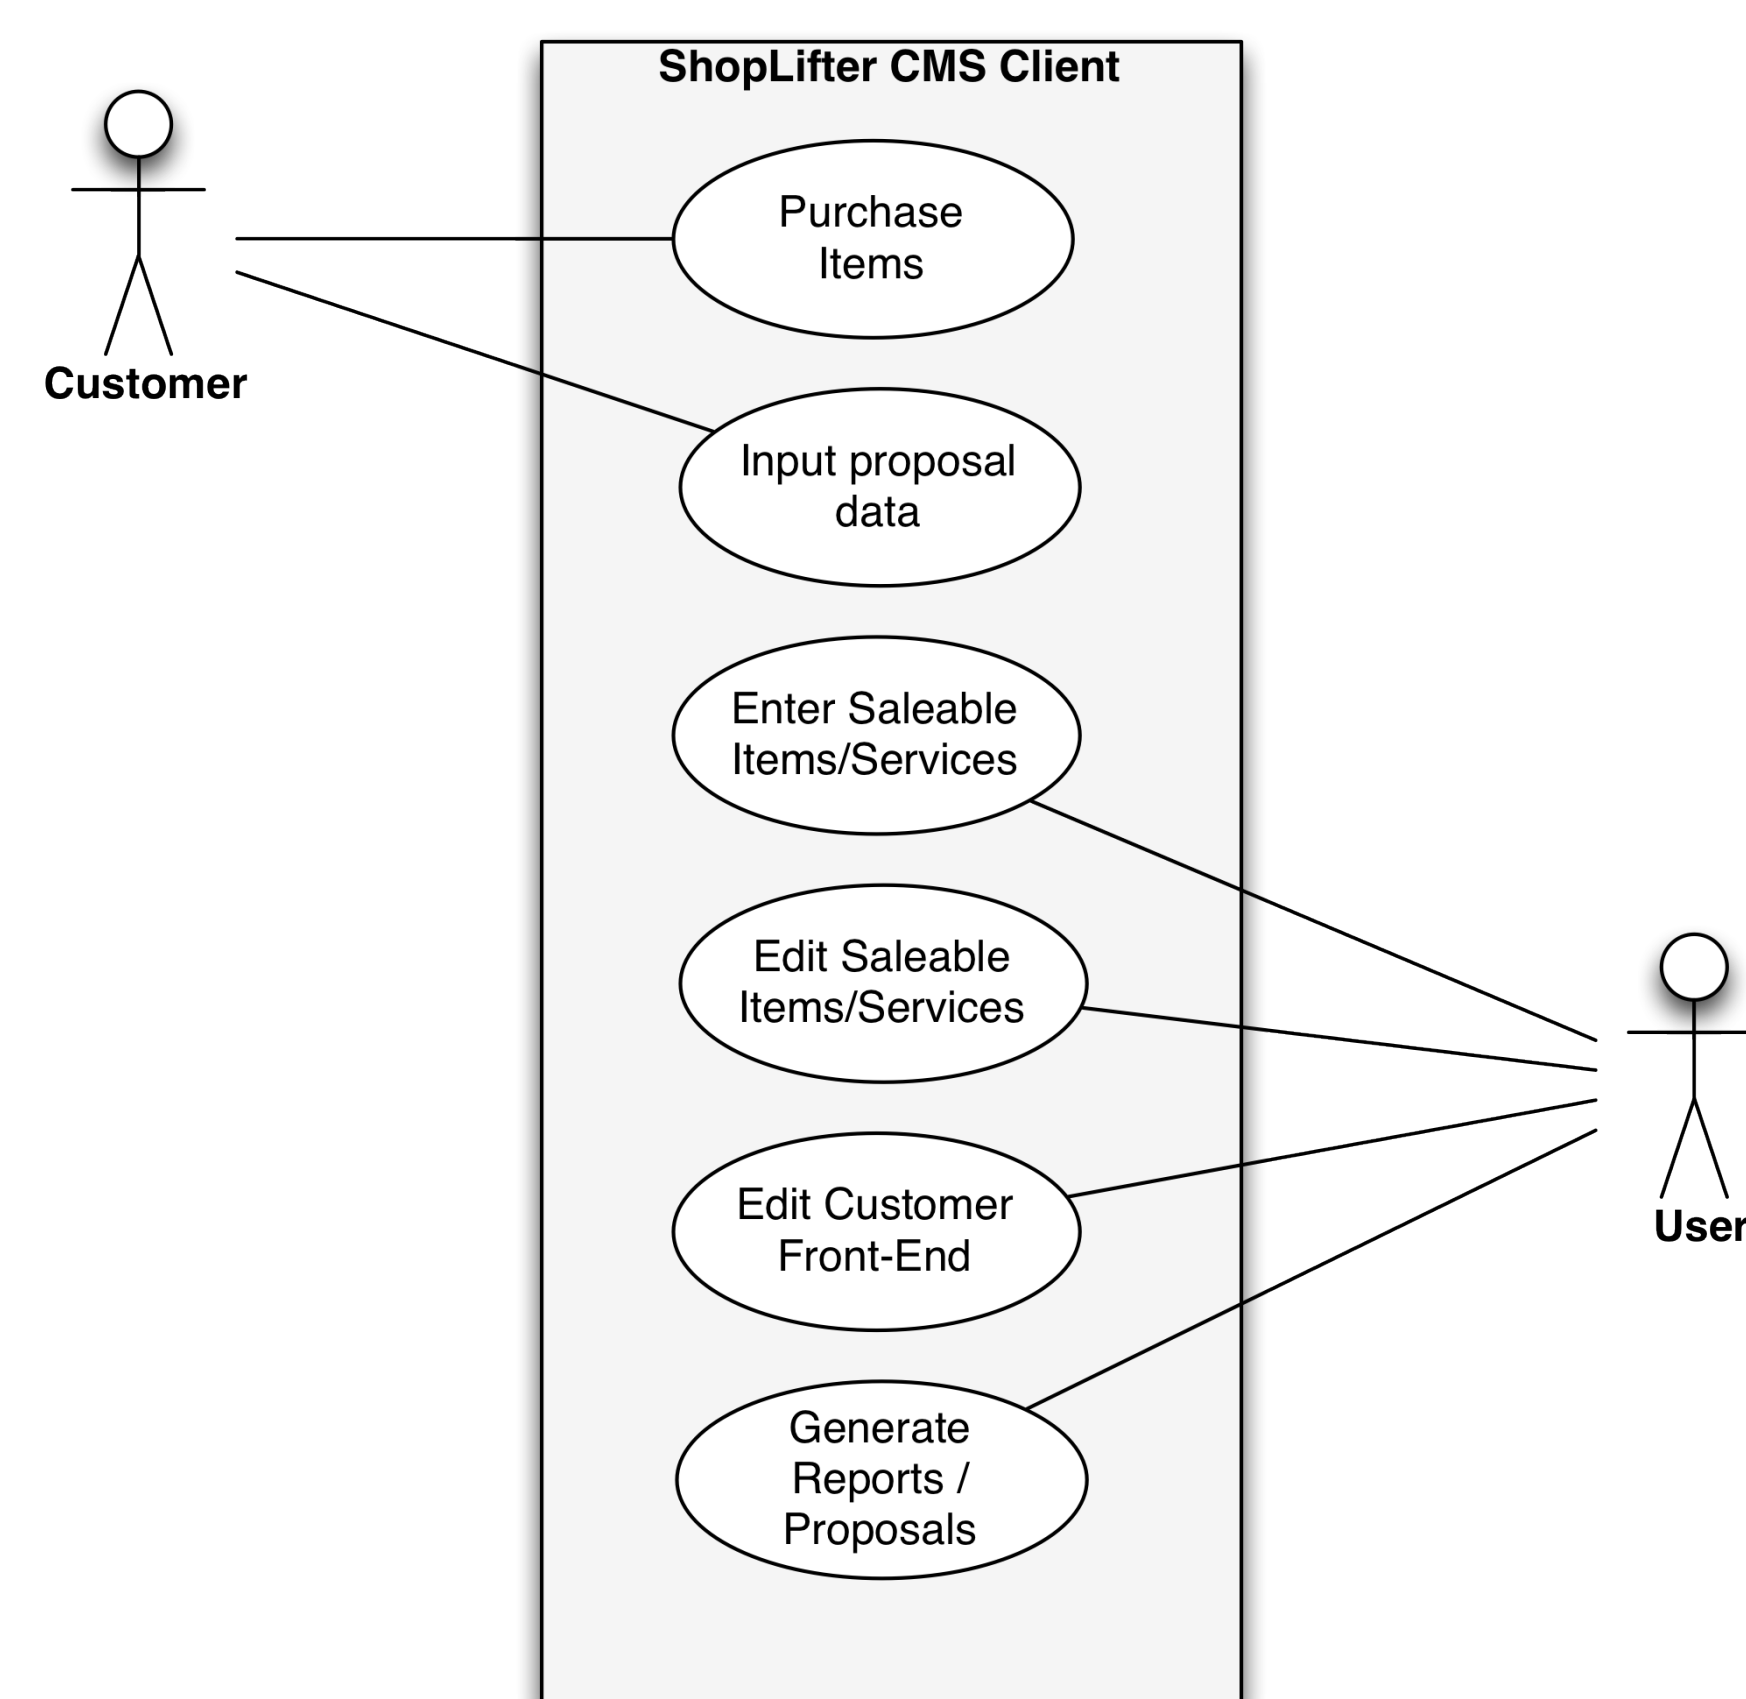 ShopLifter CMS Client
Purchase
Items
Customer
Input proposal
data
Enter Saleable
Items/Services
Edit Saleable
Items/Services
Edit Customer
Front-End
User
Generate
Reports /
Proposals